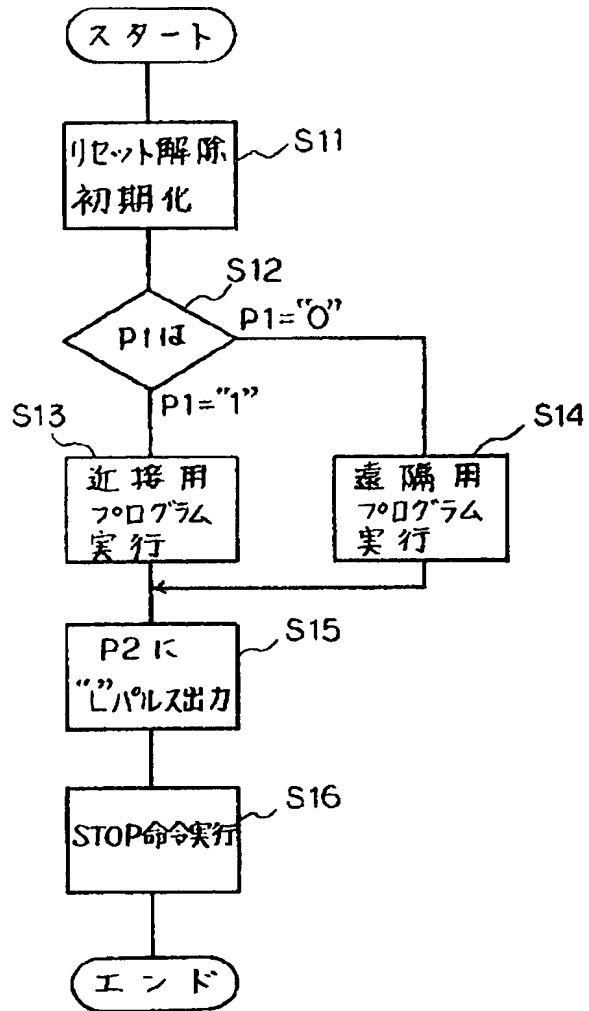 スタート
リセット解除
初期化
S11
S12
P1は
P1="0"
P1="1"
S13
近接用
プログラム
実行
S14
遠隔用
プログラム
実行
P2に
"L"パルス出力
S15
STOP命令実行
S16
エンド